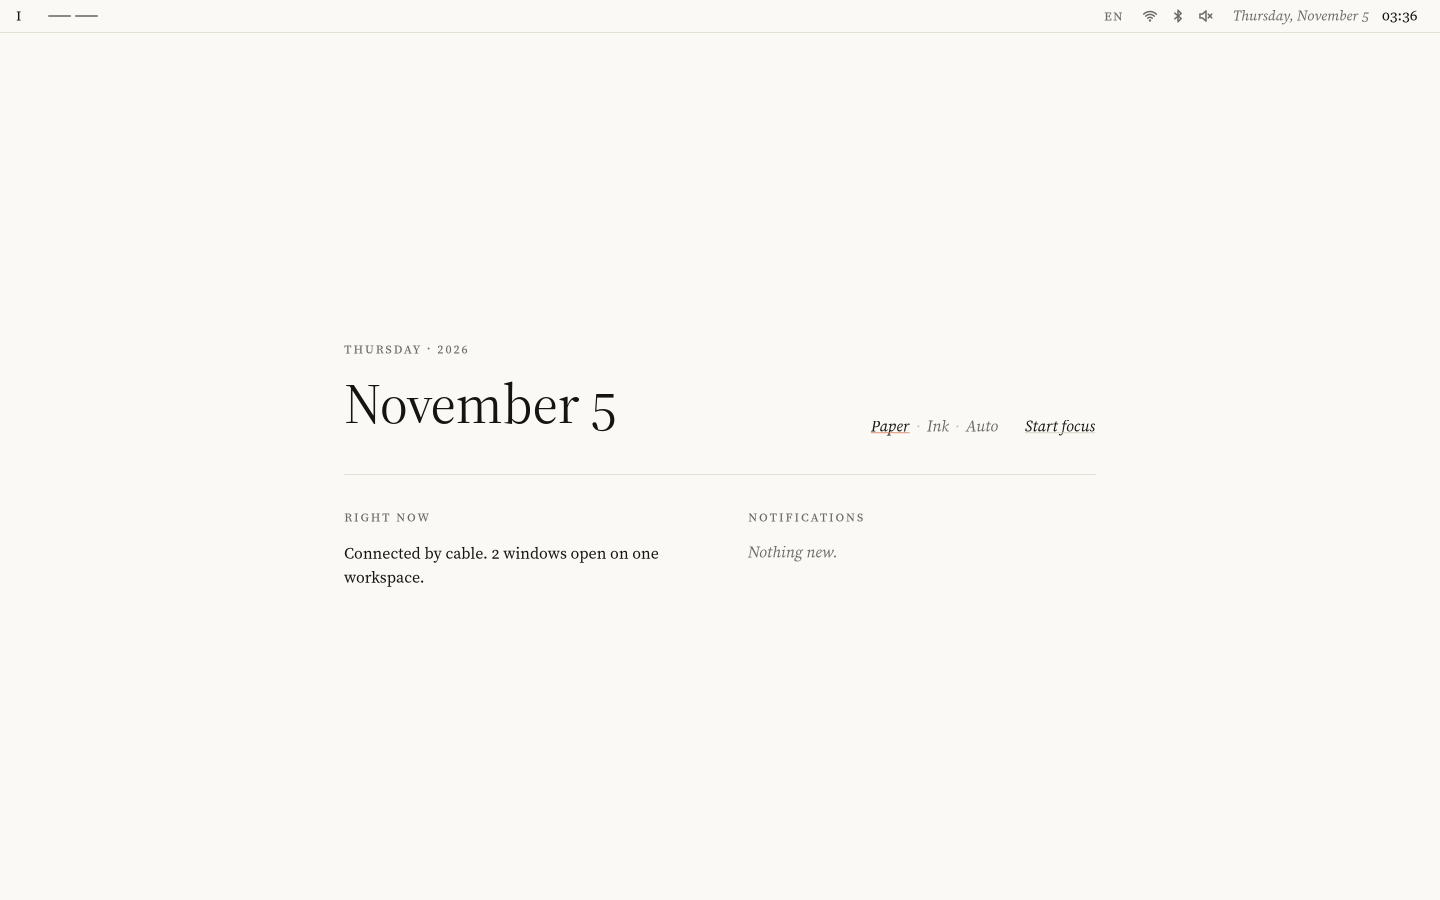 I
EN Thursday, November 5 03:36
THURSDAY · 2026
November 5
Paper · Ink · Auto Start focus
RIGHT NOW
Connected by cable. 2 windows open on one
workspace.
NOTIFICATIONS
Nothing new.